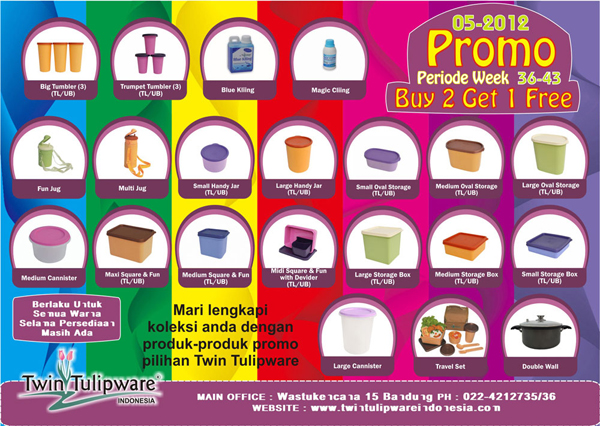 05-2012
Promo
Periode Week 36-43
Buy 2 Get 1 Free
Big Tumbler (3)
(TL/UB)
Trumpet Tumbler (3)
(TL/UB)
Blue Kliing
Magic Cliing
Fun Jug
Multi Jug
Small Handy Jar
(TL/UB)
Large Handy Jar
(TL/UB)
Small Oval Storage
(TL/UB)
Medium Oval Storage
(TL/UB)
Large Oval Storage
(TL/UB)
Medium Cannister
Maxi Square & Fun
(TL/UB)
Medium Square & Fun
(TL/UB)
Midi Square & Fun
with Devider
(TL/UB)
Large Storage Box
(TL/UB)
Medium Storage Box
(TL/UB)
Small Storage Box
(TL/UB)
Berlaku Untuk
Semua Warna
Selama Persediaan
Masih Ada
Mari lengkapi
koleksi anda dengan
produk-produk promo
pilihan Twin Tulipware
Large Cannister
Travel Set
Double Wall
Twin Tulipware
INDONESIA
MAIN OFFICE : Wastukencana 15 Bandung PH : 022-4212735/36
WEBSITE : www.twintulipwareindonesia.com